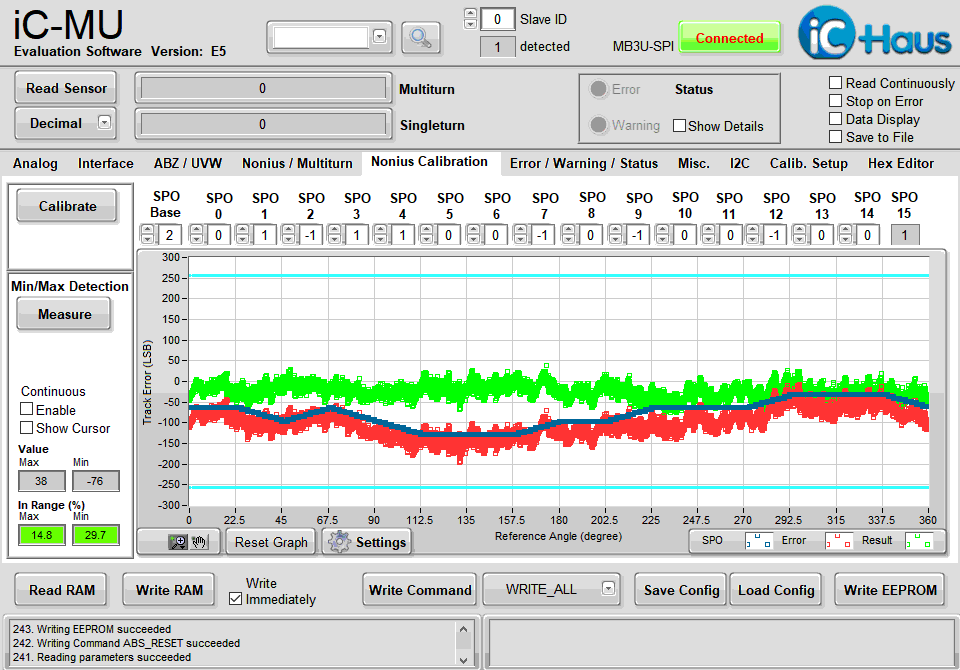 iC-MU
Evaluation Software Version: E5
0 Slave ID
1 detected
MB3U-SPI Connected
iC Haus
Read Sensor 0 Multiturn
Decimal 0 Singleturn
Error Status
Warning Show Details
Read Continuously
Stop on Error
Data Display
Save to File
Analog Interface ABZ / UVW Nonius / Multiturn Nonius Calibration Error / Warning / Status Misc. I2C Calib. Setup Hex Editor
Calibrate
SPO SPO SPO SPO SPO SPO SPO SPO SPO SPO SPO SPO SPO SPO SPO SPO SPO
Base 0 1 2 3 4 5 6 7 8 9 10 11 12 13 14 15
2 0 1 -1 1 1 0 0 -1 0 -1 0 0 -1 0 0 1
Min/Max Detection
Measure
Continuous
Enable
Show Cursor
Value
Max Min
38 -76
In Range (%)
Max Min
14.8 29.7
Track Error (LSB)
300
250
200
150
100
50
0
-50
-100
-150
-200
-250
-300
0 22.5 45 67.5 90 112.5 135 157.5 180 202.5 225 247.5 270 292.5 315 337.5 360
Reference Angle (degree)
Reset Graph Settings
SPO Error Result
Read RAM Write RAM
Write
Immediately
Write Command WRITE_ALL Save Config Load Config Write EEPROM
243. Writing EEPROM succeeded
242. Writing Command ABS_RESET succeeded
241. Reading parameters succeeded